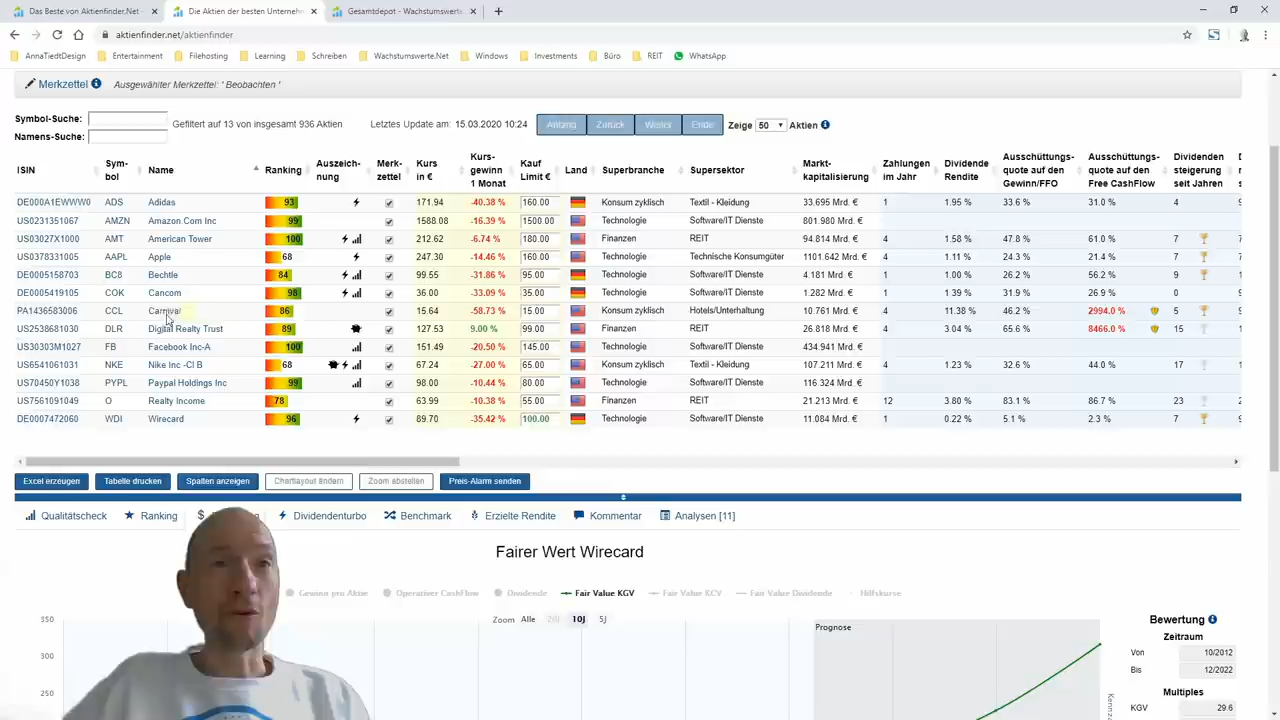 Das Beste von Aktienfinder.Net -
Die Aktien der besten Unternehm
Gesamtdepot - Wachstumswerte.N
aktienfinder.net/aktienfinder
AnnaTiedtDesign Entertainment Filehosting Learning Schreiben Wachstumswerte.Net Windows Investments Büro REIT WhatsApp
Merkzettel Ausgewählter Merkzettel: ' Beobachten '
Symbol-Suche:
Namens-Suche:
Gefiltert auf 13 von insgesamt 936 Aktien Letztes Update am: 15.03.2020 10:24 Anfang Zurück Weiter Ende Zeige 50 Aktien
ISIN Sym-bol Name Ranking Auszeich-nung Merk-zettel Kurs in € Kurs-gewinn 1 Monat Kauf Limit € Land Superbranche Supersektor Markt-kapitalisierung Zahlungen im Jahr Dividende Rendite Ausschüttungs-quote auf den Gewinn/FFO Ausschüttungs-quote auf den Free CashFlow Dividenden steigerung seit Jahren
DE000A1EWWW0 ADS Adidas 93 171.94 -40.38 % 160.00 Konsum zyklisch Textil - Kleidung 33.695 Mrd. € 1 1.95 % 33.6 % 31.0 % 4
US0231351067 AMZN Amazon.Com Inc 99 1588.08 -16.39 % 1500.00 Technologie Software/IT Dienste 801.980 Mrd. €
US03027X1000 AMT American Tower 100 212.62 -6.74 % 180.00 Finanzen REIT 94.814 Mrd. € 4 1.58 % 47.8 % 61.0 % 7
US0378331005 AAPL Apple 68 247.30 -14.46 % 160.00 Technologie Technische Konsumgüter 1101.642 Mrd. € 4 1.11 % 24.3 % 21.4 % 7
DE0005158703 BC8 Bechtle 84 99.55 -31.86 % 95.00 Technologie Software/IT Dienste 4.181 Mrd. € 1 1.00 % 26.2 % 56.2 % 9
DE0005419105 COK Cancom 98 36.00 -33.09 % 35.00 Technologie Software/IT Dienste 1.282 Mrd. € 1 1.39 % 31.9 % 26.9 % 0
PA1436583006 CCL Carnival 86 15.64 -58.73 % 15.00 Konsum zyklisch Hotels/Unterhaltung 10.761 Mrd. € 4 11.38 % 46.2 % 2994.0 % 5
US2538681030 DLR Digital Realty Trust 89 127.53 9.00 % 99.00 Finanzen REIT 26.818 Mrd. € 4 3.04 % 65.6 % 8466.0 % 15
US30303M1027 FB Facebook Inc-A 100 151.49 -20.50 % 145.00 Technologie Software/IT Dienste 434.941 Mrd. €
US6541061031 NKE Nike Inc -Cl B 68 67.24 -27.00 % 65.00 Konsum zyklisch Textil - Kleidung 107.211 Mrd. € 4 1.23 % 32.6 % 44.0 % 17
US70450Y1038 PYPL Paypal Holdings Inc 99 98.00 -10.44 % 80.00 Technologie Software/IT Dienste 116.324 Mrd. €
US7561091049 O Realty Income 78 63.99 -10.38 % 55.00 Finanzen REIT 21.213 Mrd. € 12 3.80 % 83.1 % 86.7 % 23
DE0007472060 WDI Wirecard 96 89.70 -35.42 % 100.00 Technologie Software/IT Dienste 11.084 Mrd. € 1 0.22 % 5.1 % 2.3 % 7
Excel erzeugen Tabelle drucken Spalten anzeigen Chartlayout ändern Zoom abstellen Preis-Alarm senden
Qualitätscheck Ranking Dividendenturbo Benchmark Erzielte Rendite Kommentar Analysen [11]
Fairer Wert Wirecard
Gewinn pro Aktie Operativer CashFlow Dividende Fair Value KGV Fair Value KCV Fair Value Dividende Hilfskurse
Zoom Alle 20J 10J 5J
350
300
250
Prognose
Bewertung
Zeitraum
Von 10/2012
Bis 12/2022
Multiples
KGV 29.6